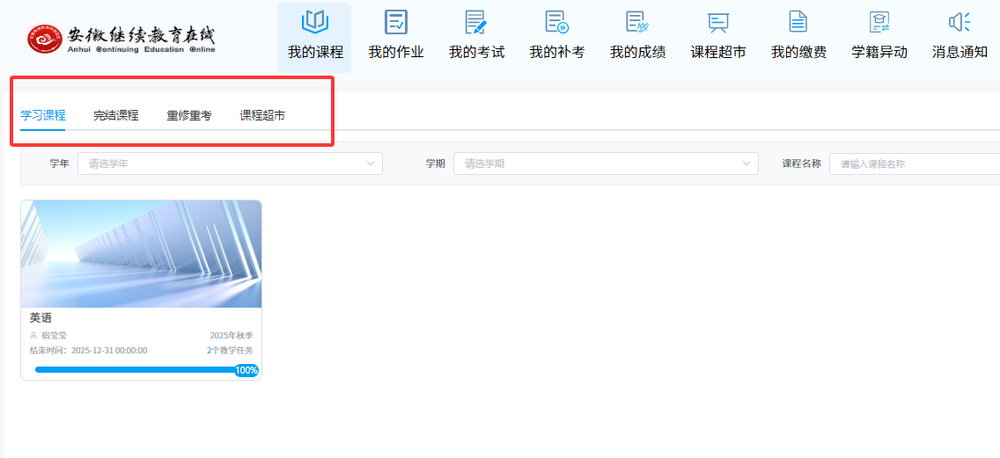 安徽继续教育在线
Anhui Continuing Education Online
我的课程 我的作业 我的考试 我的补考 我的成绩 课程超市 我的缴费 学籍异动 消息通知
学习课程 完结课程 重修重考 课程超市
学年 请选学年 学期 请选学期 课程名称 请输入课程名称
英语
宿莹莹 2025年秋季
结束时间：2025-12-31 00:00:00 2个教学任务
100%